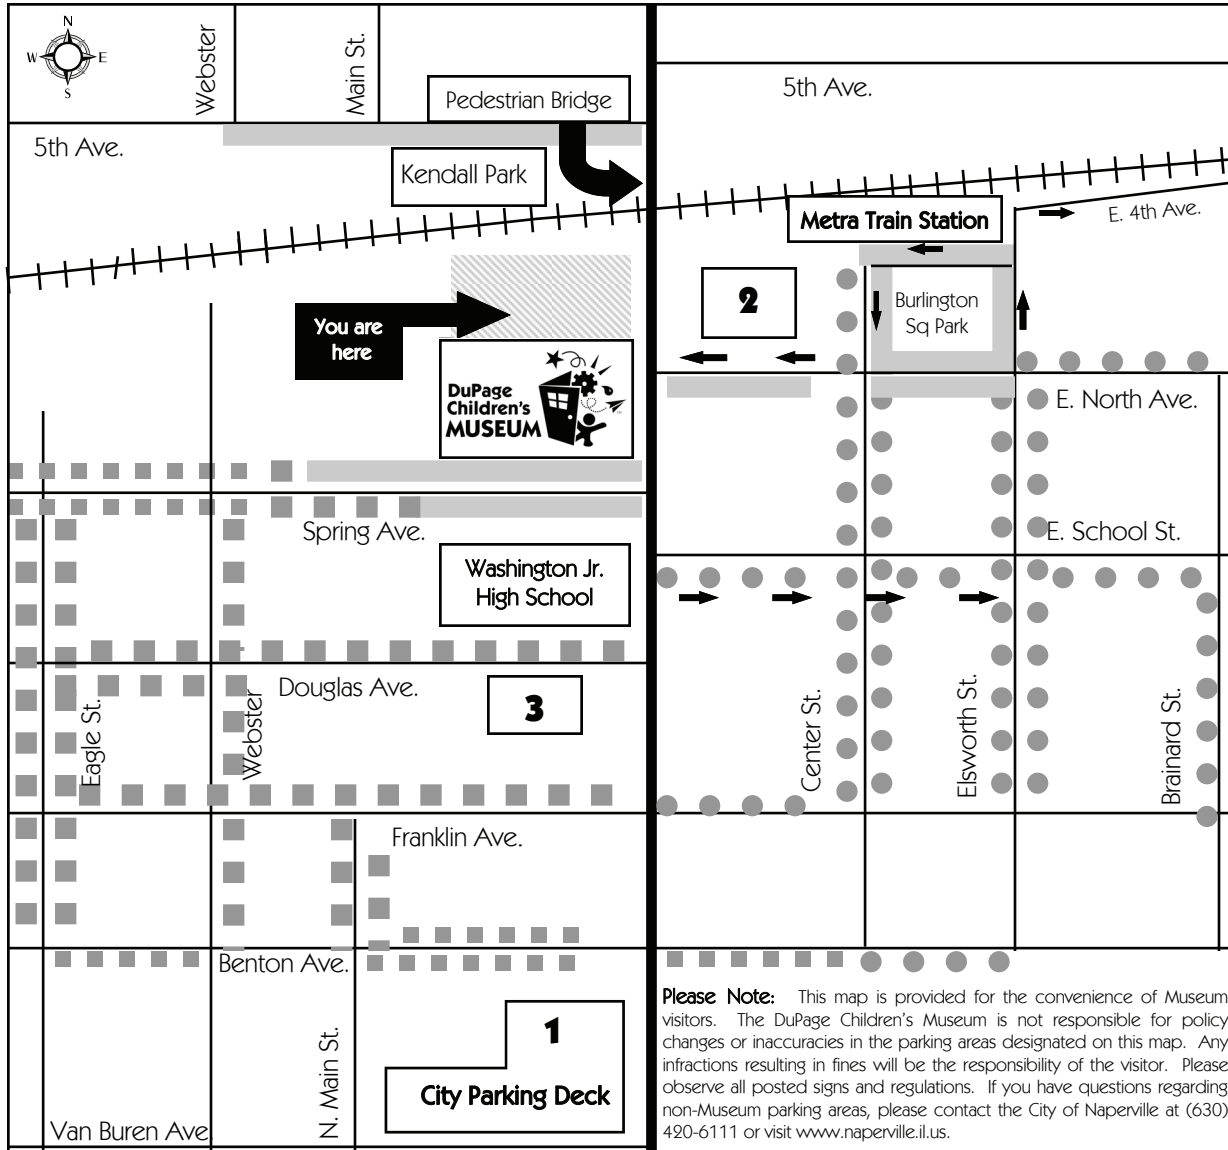 N
W
E
S
Webster
Main St.
Pedestrian Bridge
5th Ave.
5th Ave.
Kendall Park
Metra Train Station
E. 4th Ave.
2
Burlington
Sq Park
You are
here
DuPage
Children's
MUSEUM
E. North Ave.
Spring Ave.
E. School St.
Washington Jr.
High School
Eagle St.
Webster
Douglas Ave.
3
Center St.
Elsworth St.
Brainard St.
Franklin Ave.
Benton Ave.
N. Main St.
1
City Parking Deck
Van Buren Ave
Please Note: This map is provided for the convenience of Museum
visitors. The DuPage Children's Museum is not responsible for policy
changes or inaccuracies in the parking areas designated on this map. Any
infractions resulting in fines will be the responsibility of the visitor. Please
observe all posted signs and regulations. If you have questions regarding
non-Museum parking areas, please contact the City of Naperville at (630)
420-6111 or visit www.naperville.il.us.